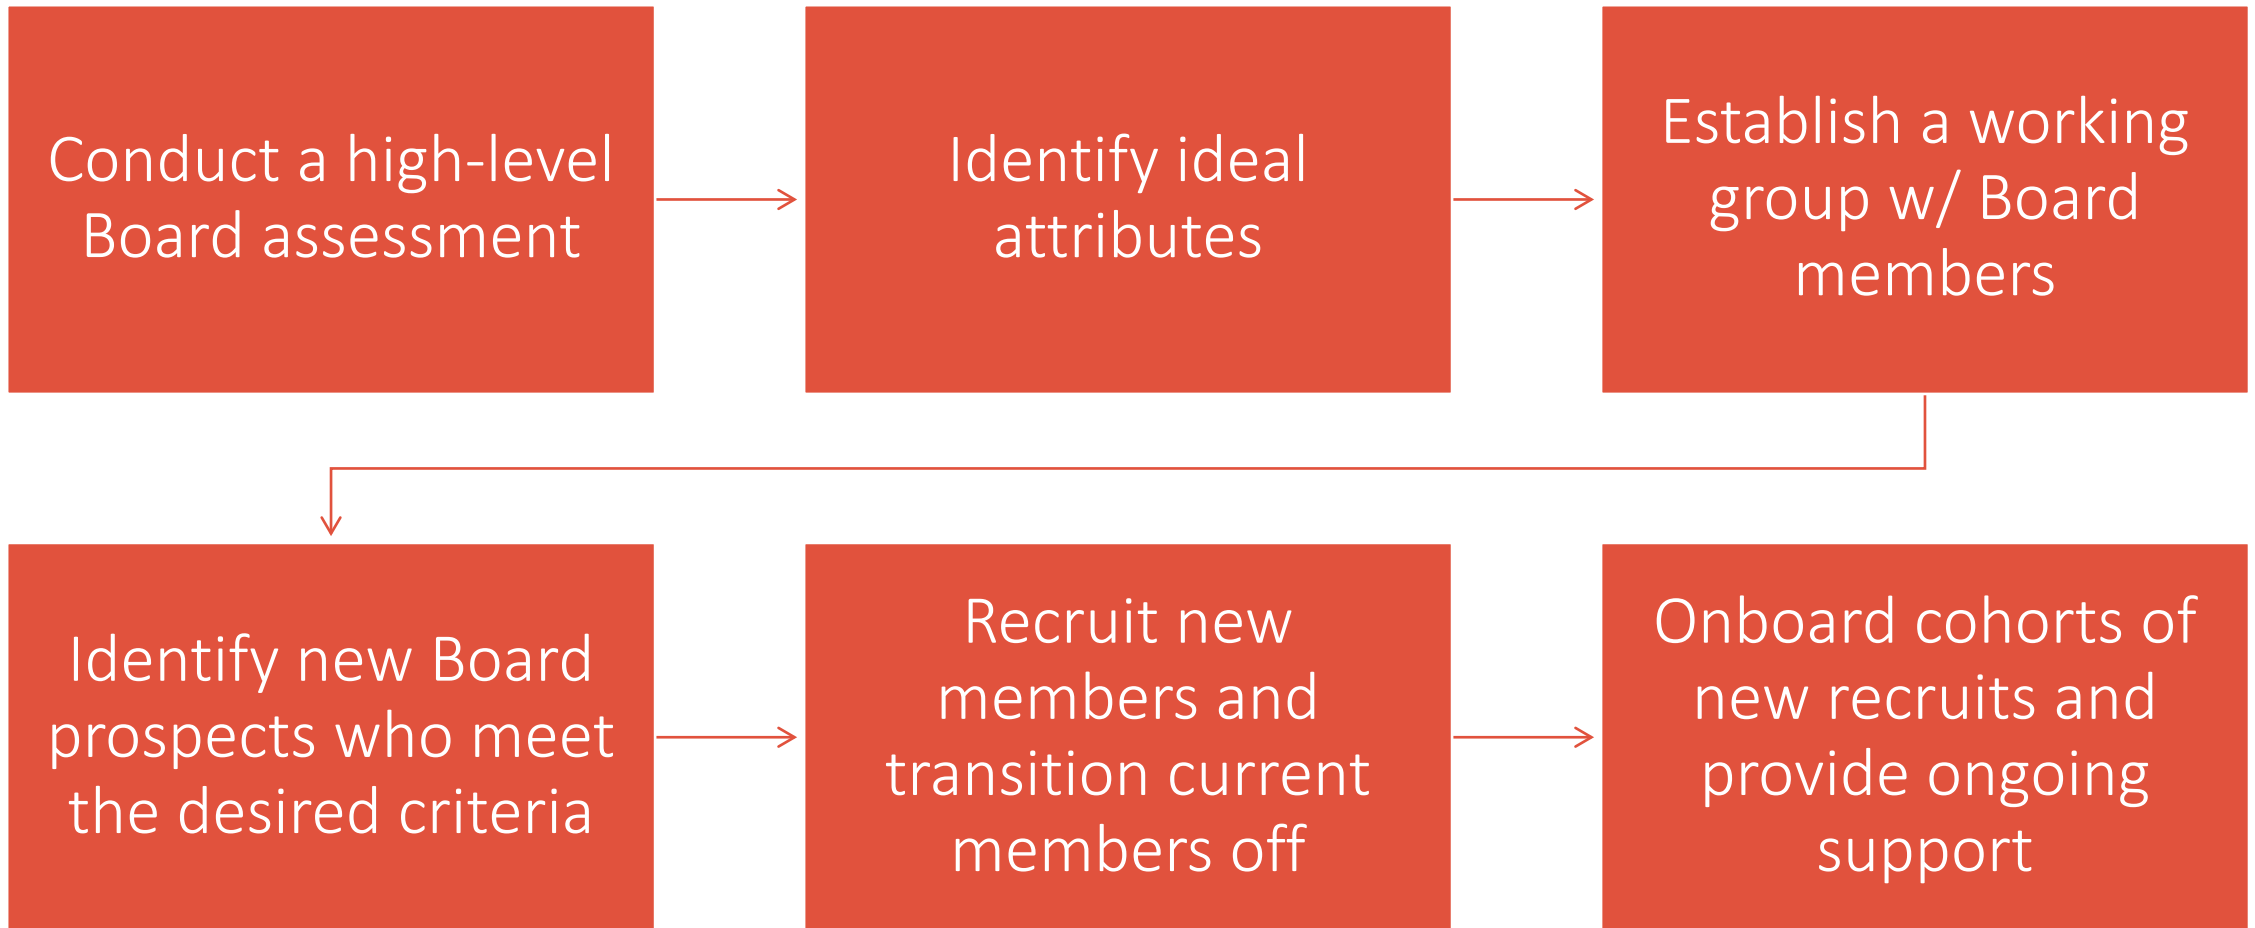 Conduct a high-level
Board assessment
Identify ideal
attributes
Establish a working
group w/ Board
members
Identify new Board
prospects who meet
the desired criteria
Recruit new
members and
transition current
members off
Onboard cohorts of
new recruits and
provide ongoing
support